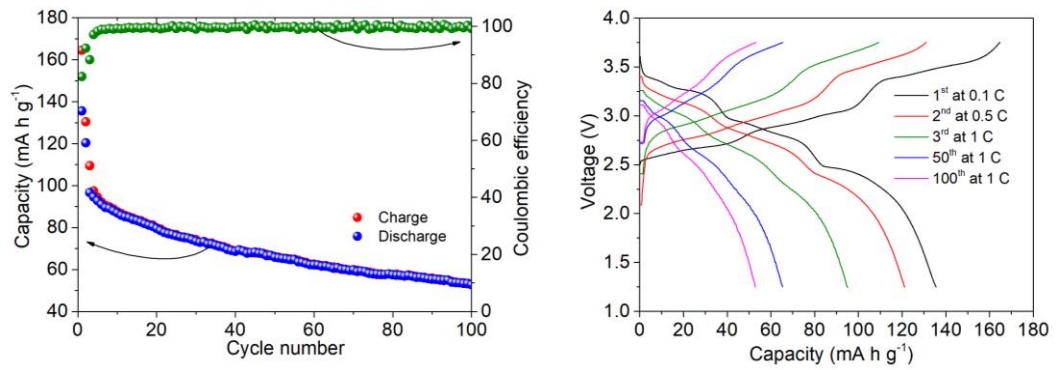 180
160
140
120
100
80
60
40
Capacity (mA h g⁻¹)
100
80
60
40
20
0
Coulombic efficiency
Charge
Discharge
0 20 40 60 80 100
Cycle number
4.0
3.5
3.0
2.5
2.0
1.5
1.0
Voltage (V)
1ˢᵗ at 0.1 C
2ⁿᵈ at 0.5 C
3ʳᵈ at 1 C
50ᵗʰ at 1 C
100ᵗʰ at 1 C
0 20 40 60 80 100 120 140 160 180
Capacity (mA h g⁻¹)